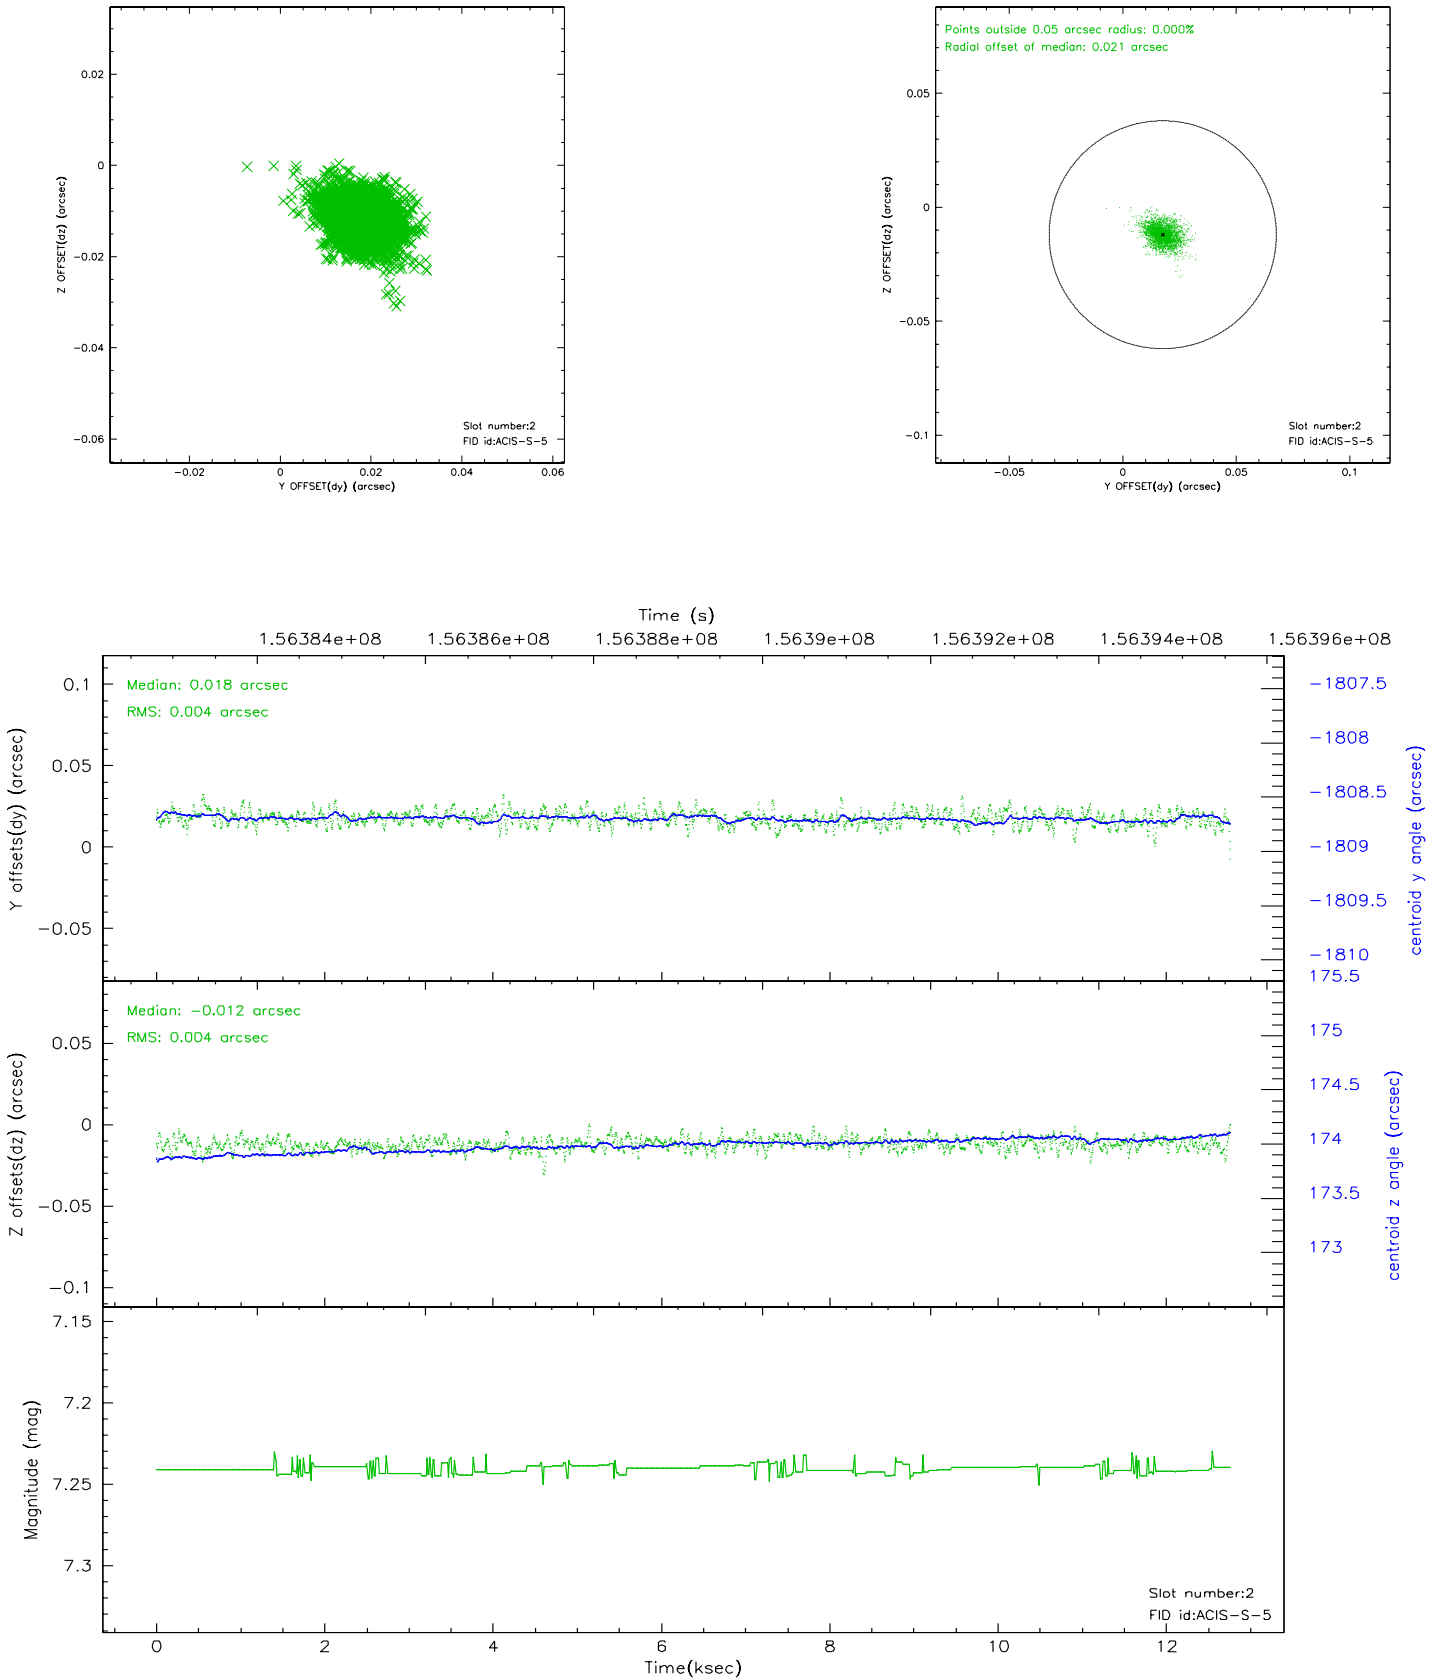 0.02
0
-0.02
-0.04
-0.06
Z OFFSET(dz) (arcsec)
Slot number:2
FID id:ACIS-S-5
-0.02
0
0.02
0.04
0.06
Y OFFSET(dy) (arcsec)
Points outside 0.05 arcsec radius: 0.000%
Radial offset of median: 0.021 arcsec
0.05
0
-0.05
-0.1
Z OFFSET(dz) (arcsec)
Slot number:2
FID id:ACIS-S-5
-0.05
0
0.05
0.1
Y OFFSET(dy) (arcsec)
Time (s)
1.56384e+08
1.56386e+08
1.56388e+08
1.5639e+08
1.56392e+08
1.56394e+08
1.56396e+08
Median: 0.018 arcsec
RMS: 0.004 arcsec
0.1
0.05
0
-0.05
Y offsets(dy) (arcsec)
-1807.5
-1808
-1808.5
-1809
-1809.5
-1810
centroid y angle (arcsec)
Median: -0.012 arcsec
RMS: 0.004 arcsec
0.05
0
-0.05
-0.1
Z offsets(dz) (arcsec)
175.5
175
174.5
174
173.5
173
centroid z angle (arcsec)
7.15
7.2
7.25
7.3
Magnitude (mag)
Slot number:2
FID id:ACIS-S-5
0
2
4
6
8
10
12
Time(ksec)